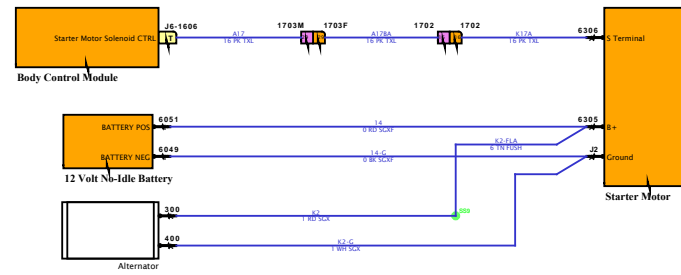 J6-1606
1703M 1703F
1702 1702
6306
Starter Motor Solenoid CTRL
T
A17
16 PK TXL
A17BA
16 PK TXL
K17A
16 PK TXL
S Terminal
Body Control Module
6051
6305
BATTERY POS
14
0 RD SGXF
B+
K2-FLA
6 TN FUSH
6049
J2
BATTERY NEG
14-G
0 BK SGXF
Ground
12 Volt No-Idle Battery
Starter Motor
300
K2
1 RD SGX
400
K2-G
1 WH SGX
Alternator